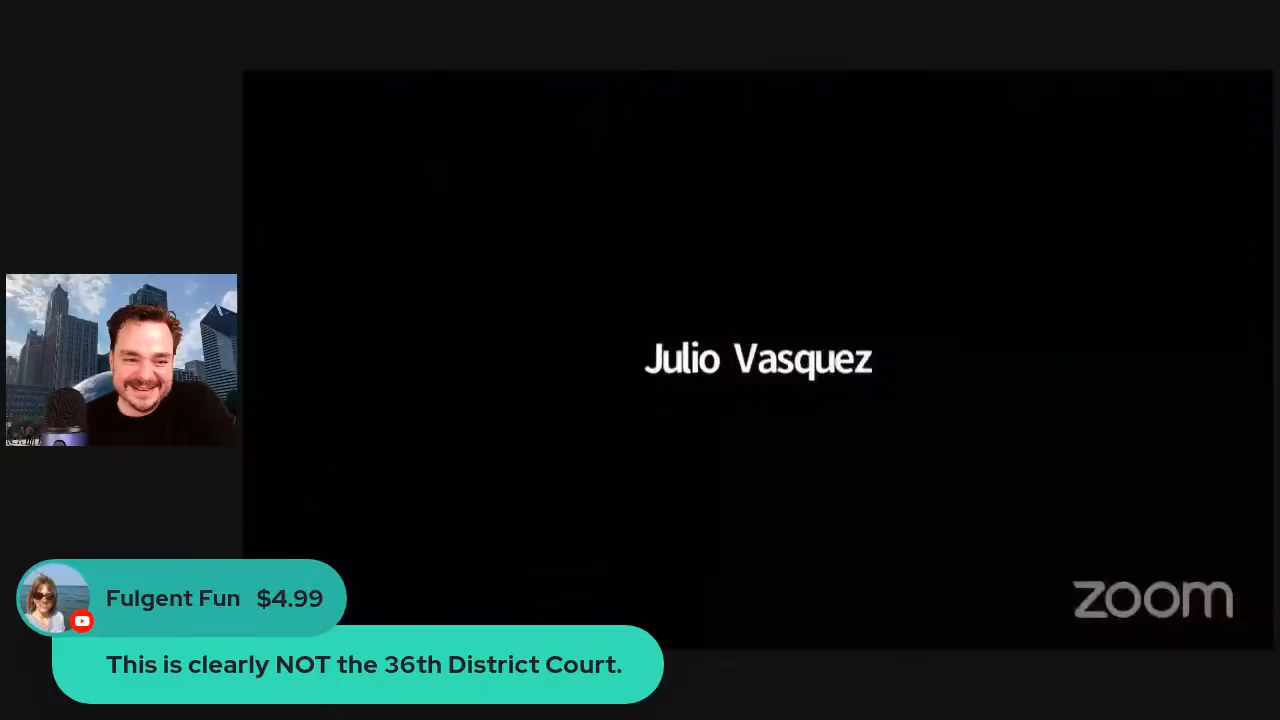 Julio Vasquez
zoom
Fulgent Fun $4.99
This is clearly NOT the 36th District Court.